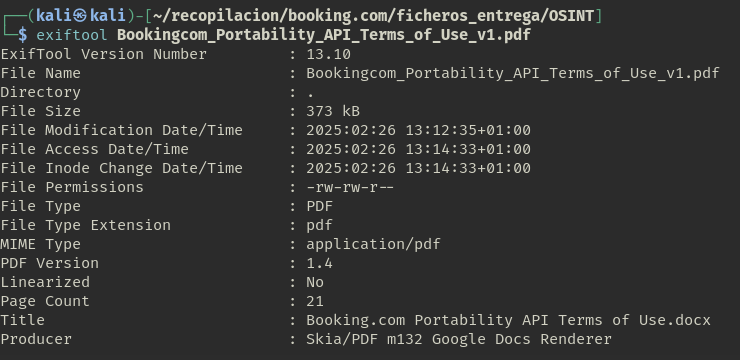 ┌──(kali㉿kali)-[~/recopilacion/booking.com/ficheros_entrega/OSINT]
└─$ exiftool Bookingcom_Portability_API_Terms_of_Use_v1.pdf
ExifTool Version Number         : 13.10
File Name                       : Bookingcom_Portability_API_Terms_of_Use_v1.pdf
Directory                       : .
File Size                       : 373 kB
File Modification Date/Time     : 2025:02:26 13:12:35+01:00
File Access Date/Time           : 2025:02:26 13:14:33+01:00
File Inode Change Date/Time     : 2025:02:26 13:14:33+01:00
File Permissions                : -rw-rw-r--
File Type                       : PDF
File Type Extension             : pdf
MIME Type                       : application/pdf
PDF Version                     : 1.4
Linearized                      : No
Page Count                      : 21
Title                           : Booking.com Portability API Terms of Use.docx
Producer                        : Skia/PDF m132 Google Docs Renderer